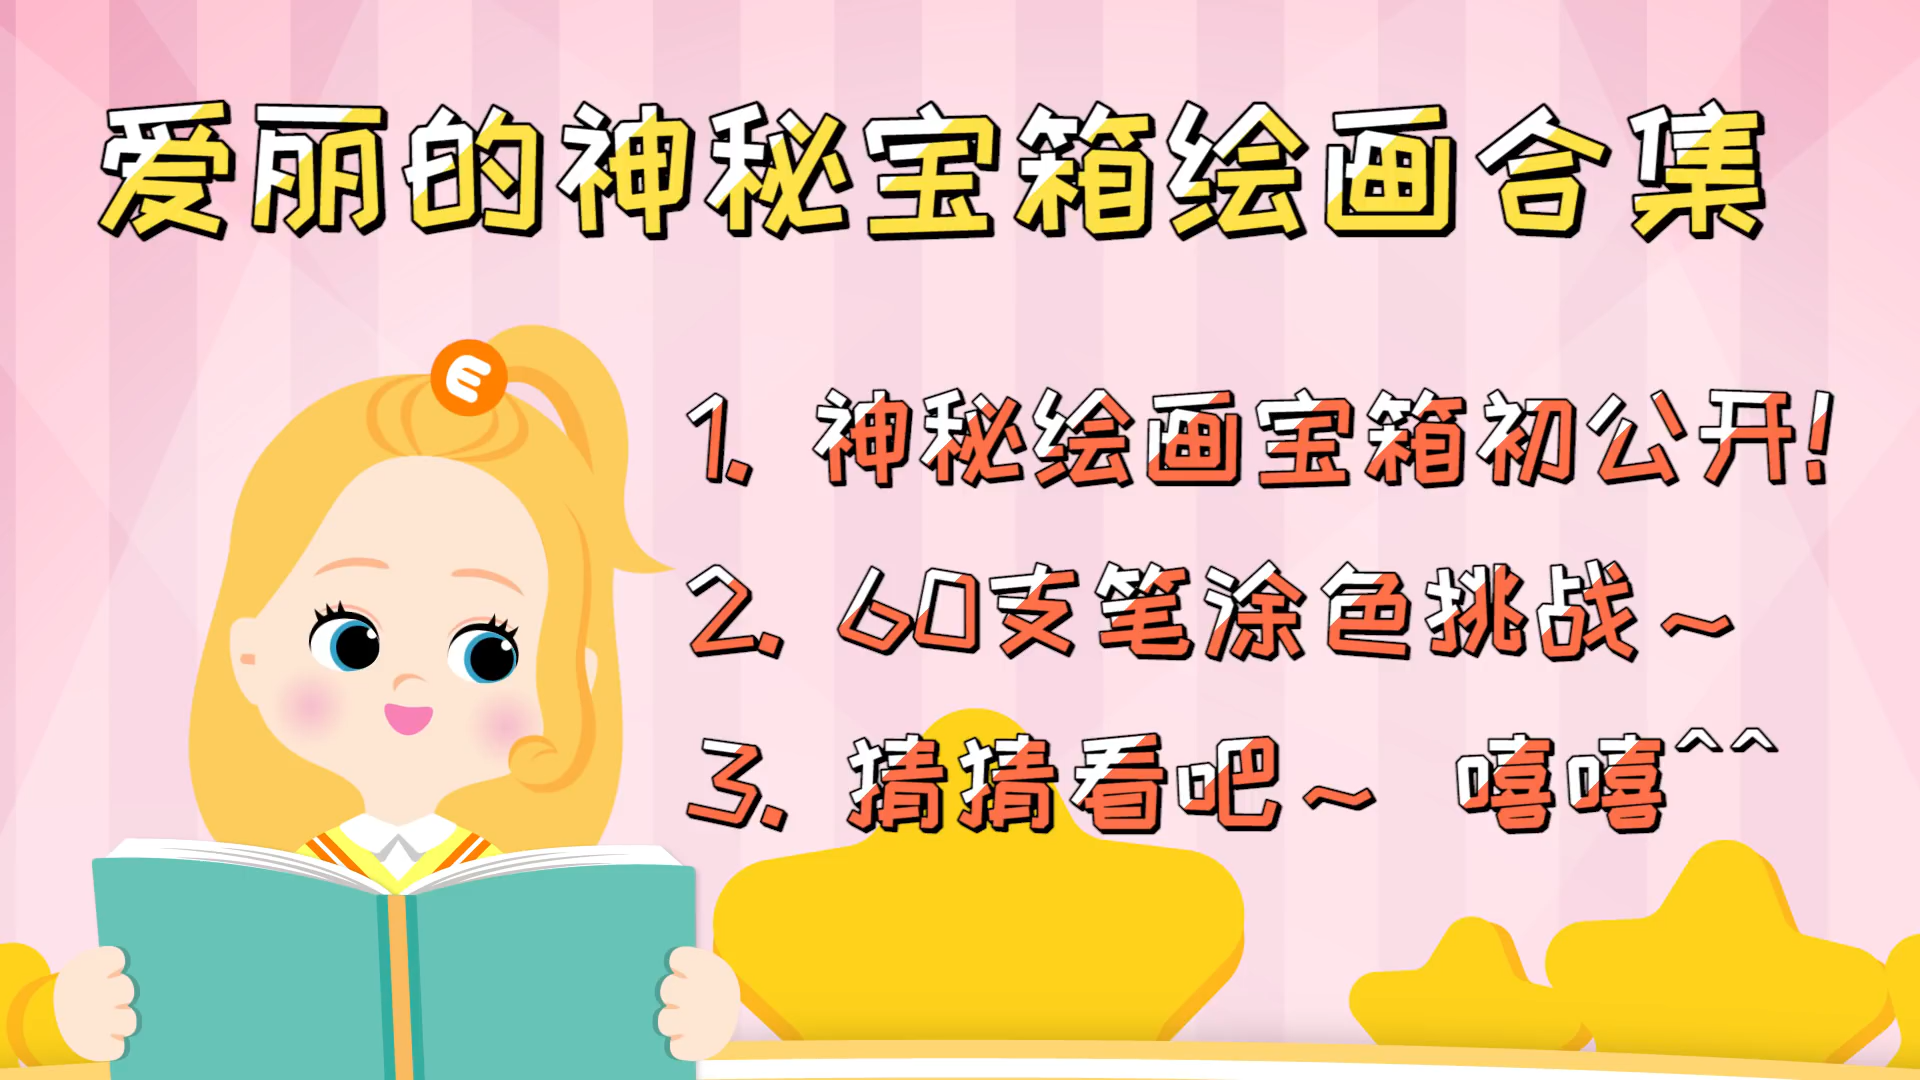 爱丽的神秘宝箱绘画合集
E
1. 神秘绘画宝箱初公开!
2. 60支笔涂色挑战~
3. 猜猜看吧~ 嘻嘻^^